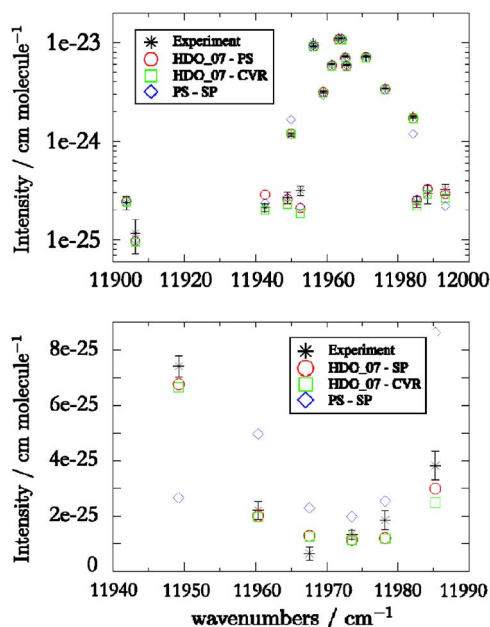 Intensity / cm molecule⁻¹
1e-23
1e-24
1e-25
Experiment
HDO_07 - PS
HDO_07 - CVR
PS - SP
11900 11920 11940 11960 11980 12000
Intensity / cm molecule⁻¹
8e-25
6e-25
4e-25
2e-25
0
Experiment
HDO_07 - SP
HDO_07 - CVR
PS - SP
11940 11950 11960 11970 11980 11990
wavenumbers / cm⁻¹